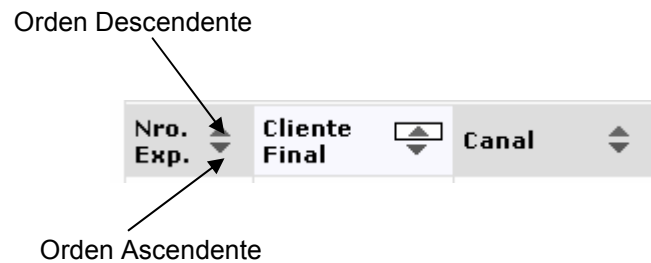 Orden Descendente
Nro.
Exp.
Cliente
Final
Canal
Orden Ascendente